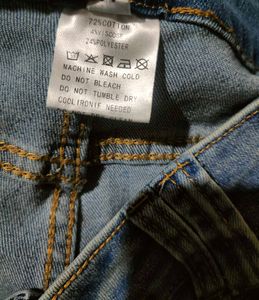 72%COTTON
4%VISCOSE
24%POLYESTER
MACHINE WASH COLD
DO NOT BLEACH
DO NOT TUMBLE DRY
COOL IRON IF NEEDED